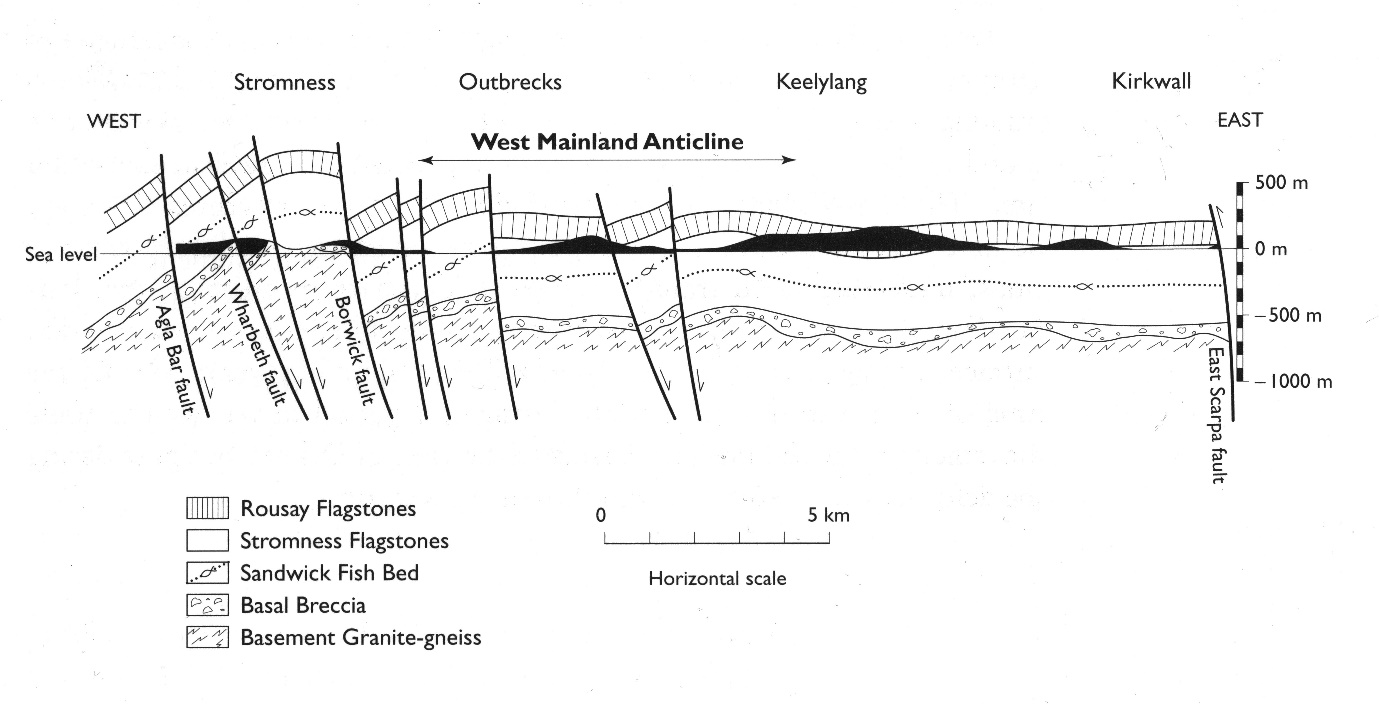 Stromness Outbrecks Keelylang Kirkwall
WEST EAST
West Mainland Anticline
500 m
Sea level 0 m
−500 m
−1000 m
Agla Bar fault
Wharbeth fault
Borwick fault
East Scarpa fault
Rousay Flagstones
Stromness Flagstones
Sandwick Fish Bed
Basal Breccia
Basement Granite-gneiss
0 5 km
Horizontal scale